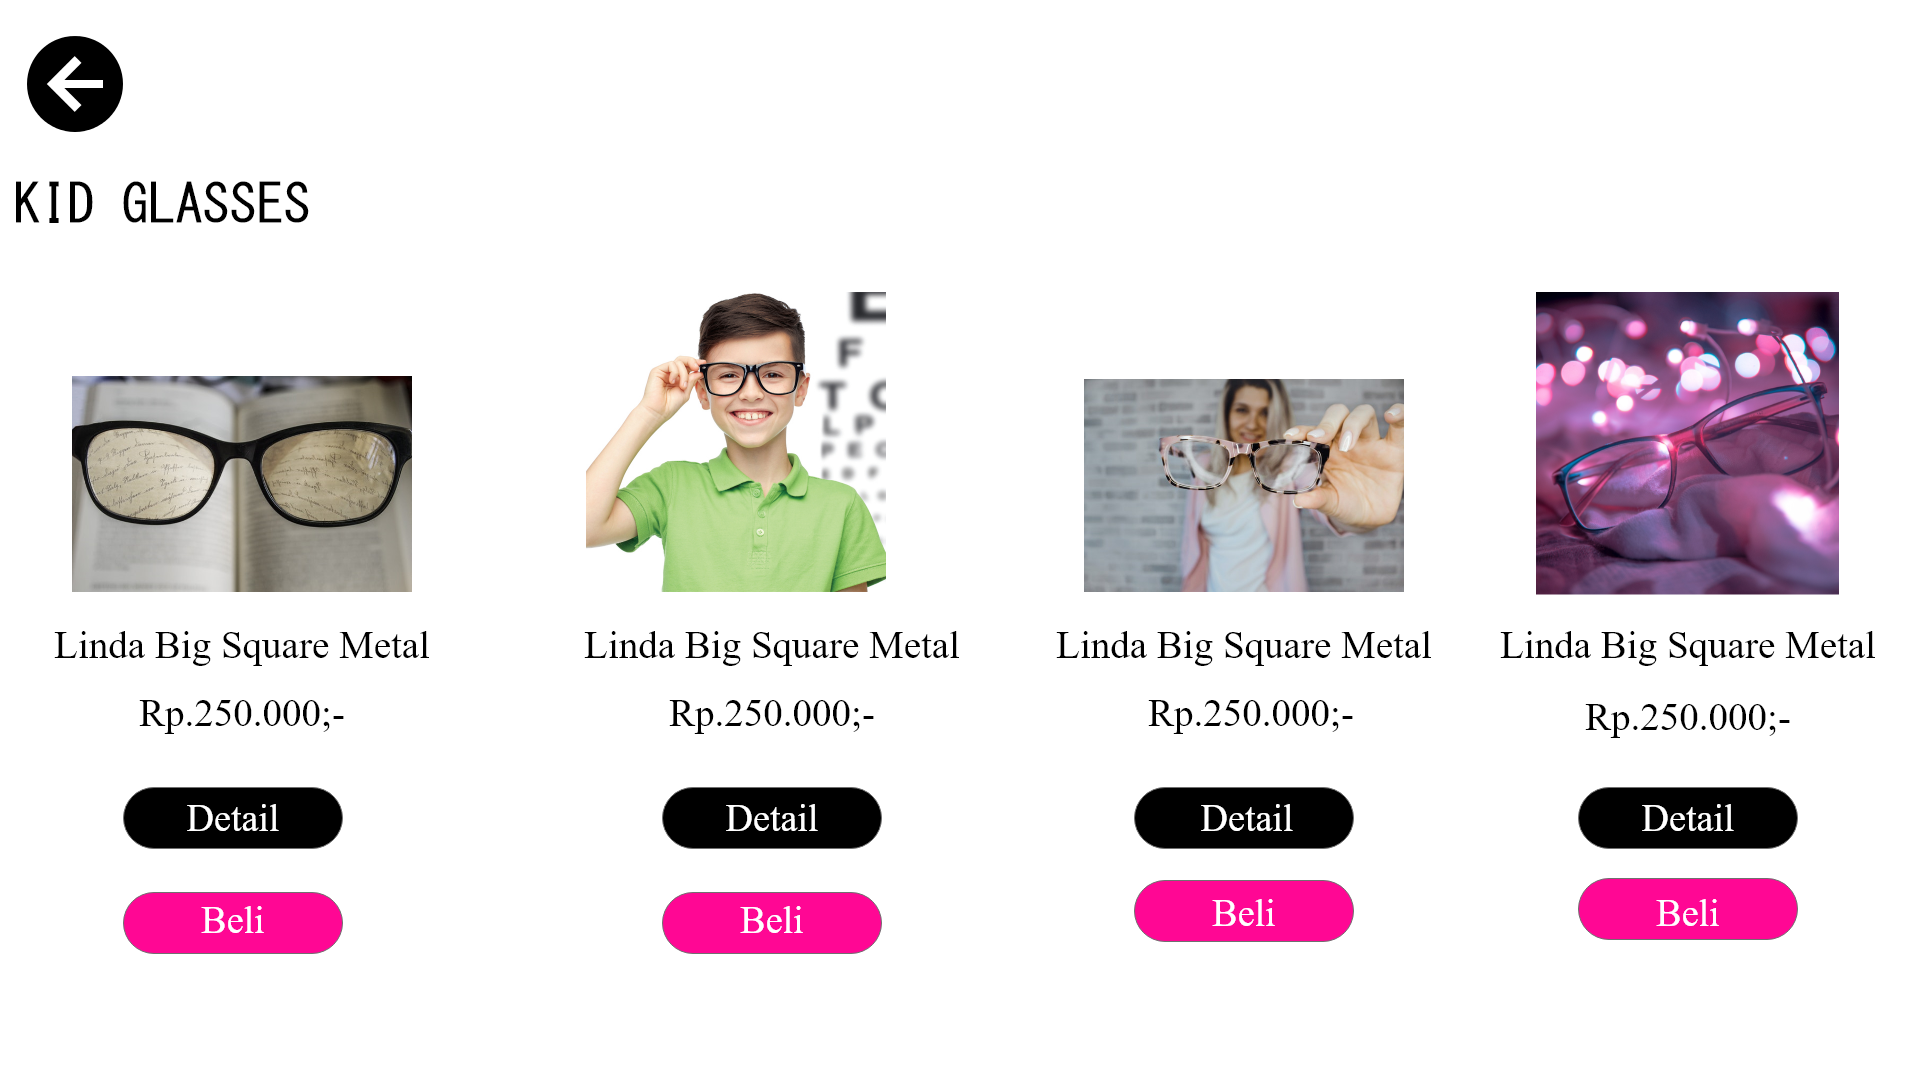 KID GLASSES
E
F
T O
L P
P E C
Linda Big Square Metal
Rp.250.000;-
Detail
Beli
Linda Big Square Metal
Rp.250.000;-
Detail
Beli
Linda Big Square Metal
Rp.250.000;-
Detail
Beli
Linda Big Square Metal
Rp.250.000;-
Detail
Beli